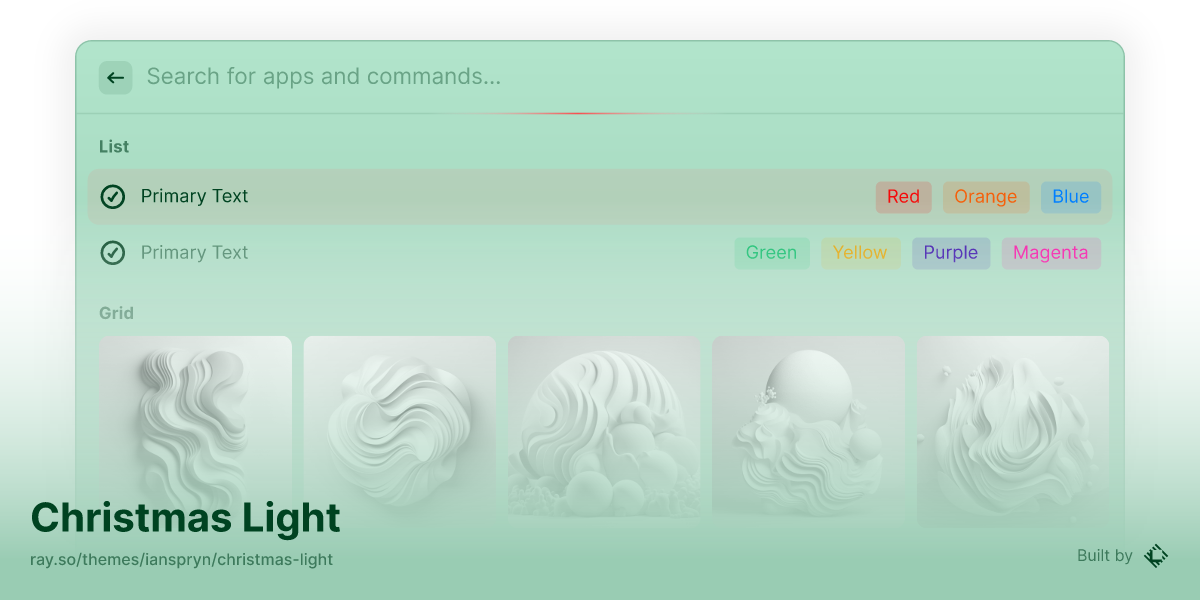 Search for apps and commands...
List
Primary Text Red Orange Blue
Primary Text Green Yellow Purple Magenta
Grid
Christmas Light
ray.so/themes/ianspryn/christmas-light
Built by